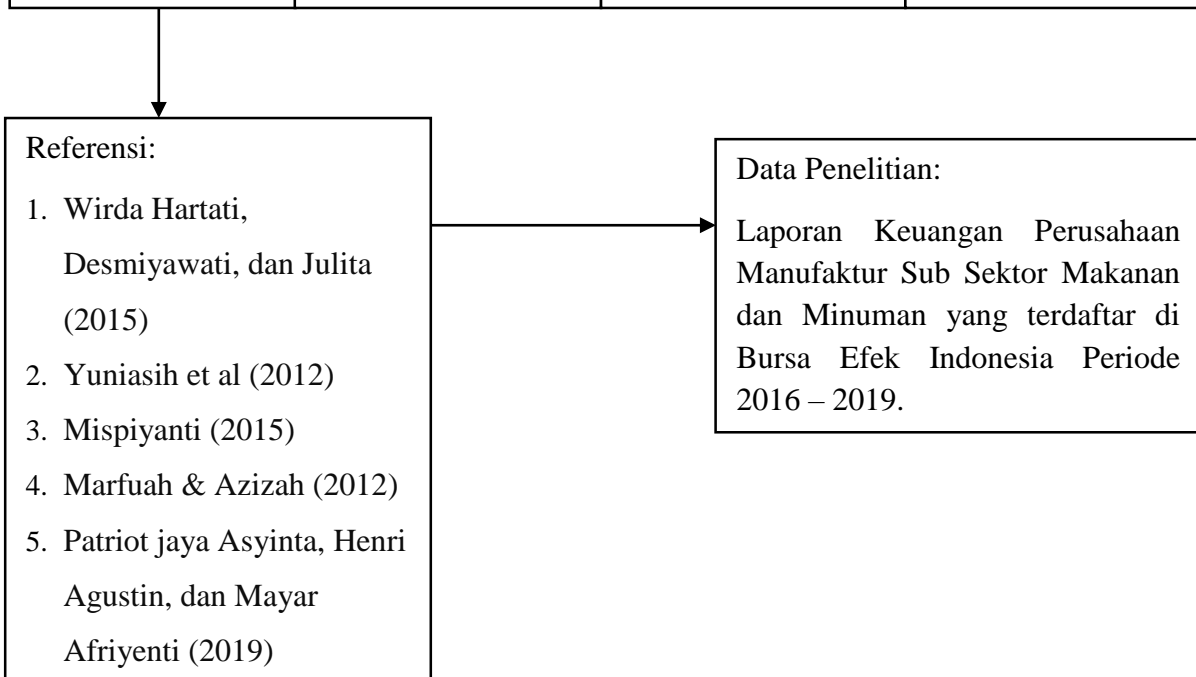 Referensi:
1. Wirda Hartati,
Desmiyawati, dan Julita
(2015)
2. Yuniasih et al (2012)
3. Mispiyanti (2015)
4. Marfuah & Azizah (2012)
5. Patriot jaya Asyinta, Henri
Agustin, dan Mayar
Afriyenti (2019)
Data Penelitian:
Laporan Keuangan Perusahaan
Manufaktur Sub Sektor Makanan
dan Minuman yang terdaftar di
Bursa Efek Indonesia Periode
2016 – 2019.